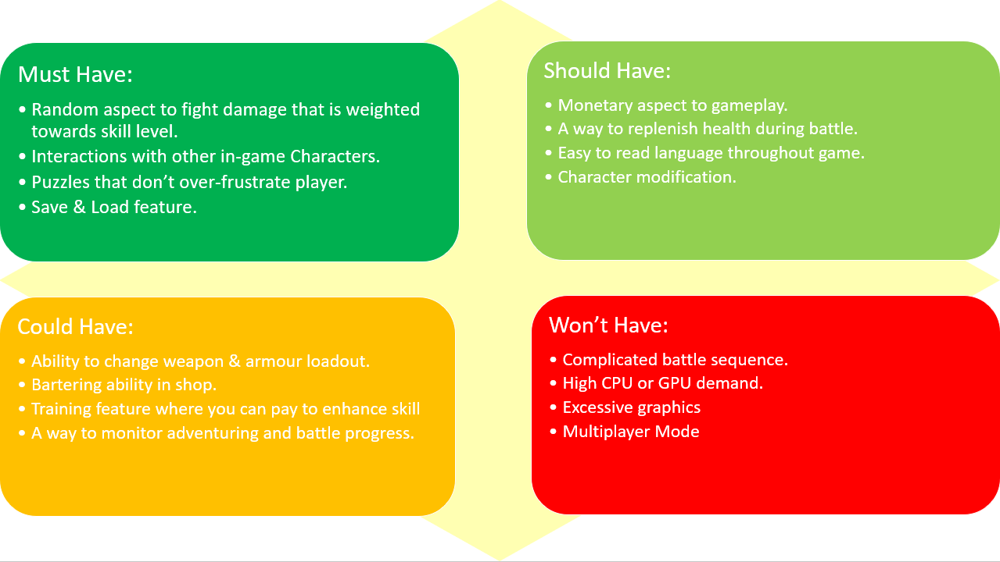 Must Have:
• Random aspect to fight damage that is weighted
towards skill level.
• Interactions with other in-game Characters.
• Puzzles that don’t over-frustrate player.
• Save & Load feature.
Should Have:
• Monetary aspect to gameplay.
• A way to replenish health during battle.
• Easy to read language throughout game.
• Character modification.
Could Have:
• Ability to change weapon & armour loadout.
• Bartering ability in shop.
• Training feature where you can pay to enhance skill
• A way to monitor adventuring and battle progress.
Won’t Have:
• Complicated battle sequence.
• High CPU or GPU demand.
• Excessive graphics
• Multiplayer Mode